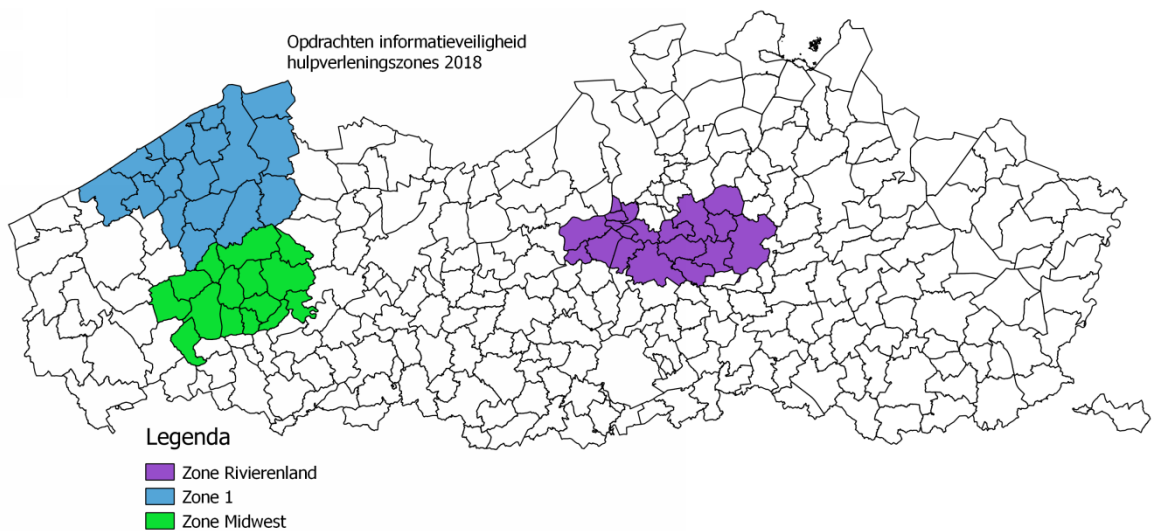 Opdrachten informatieveiligheid
hulpverleningszones 2018
Legenda
Zone Rivierenland
Zone 1
Zone Midwest